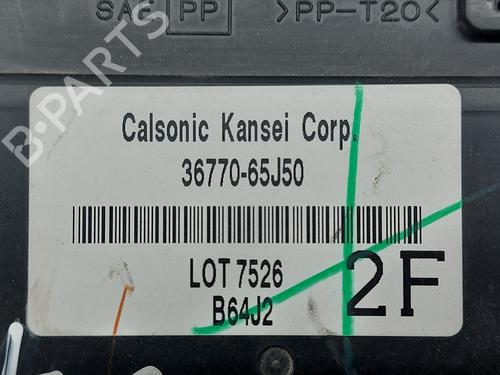 SAE PP >PP-T20<
B-PARTS
Calsonic Kansei Corp.
36770-65J50
LOT 7526
B64J2
2F